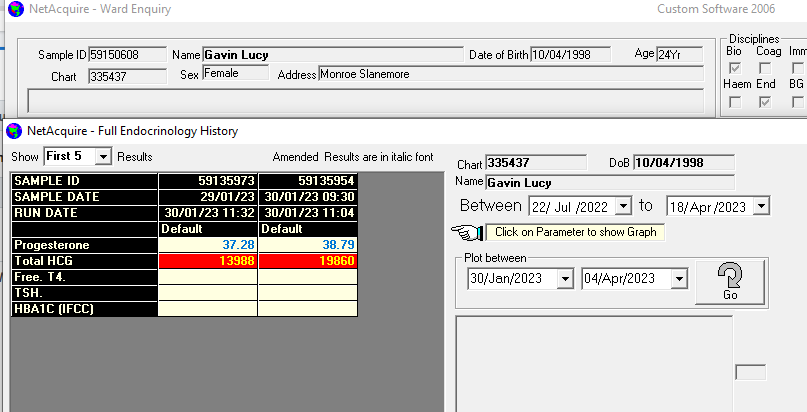 NetAcquire - Ward Enquiry Custom Software 2006
Sample ID 59150608 Name Gavin Lucy Date of Birth 10/04/1998 Age 24Yr
Chart 335437 Sex Female Address Monroe Slanemore
Disciplines
Bio Coag Imm
Haem End BG
NetAcquire - Full Endocrinology History
Show First 5 Results Amended Results are in italic font
SAMPLE ID 59135973 59135954
SAMPLE DATE 29/01/23 30/01/23 09:30
RUN DATE 30/01/23 11:32 30/01/23 11:04
Default Default
Progesterone 37.28 38.79
Total HCG 13988 19860
Free. T4.
TSH.
HBA1C (IFCC)
Chart 335437 DoB 10/04/1998
Name Gavin Lucy
Between 22/ Jul /2022 to 18/Apr /2023
Click on Parameter to show Graph
Plot between
30/Jan/2023 04/Apr/2023
Go